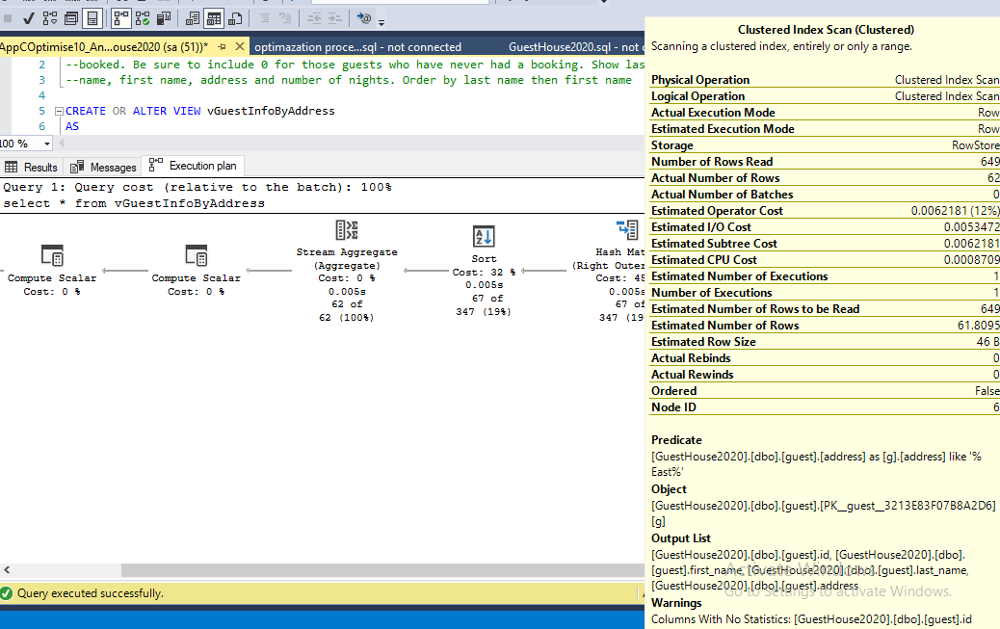 AppCOptimise10_An...ouse2020 (sa (51))*
optimazation proce...sql - not connected
GuestHouse2020.sql - not c
2 --booked. Be sure to include 0 for those guests who have never had a booking. Show las
3 --name, first name, address and number of nights. Order by last name then first name
4
5 CREATE OR ALTER VIEW vGuestInfoByAddress
6 AS
100 %
Results Messages Execution plan
Query 1: Query cost (relative to the batch): 100%
select * from vGuestInfoByAddress
Compute Scalar
Cost: 0 %
Compute Scalar
Cost: 0 %
Stream Aggregate
(Aggregate)
Cost: 0 %
0.005s
62 of
62 (100%)
Sort
Cost: 32 %
0.005s
67 of
347 (19%)
Hash Mat
(Right Outer
Cost: 45
0.005s
67 of
347 (19%
Query executed successfully.
Clustered Index Scan (Clustered)
Scanning a clustered index, entirely or only a range.
Physical Operation Clustered Index Scan
Logical Operation Clustered Index Scan
Actual Execution Mode Row
Estimated Execution Mode Row
Storage RowStore
Number of Rows Read 649
Actual Number of Rows 62
Actual Number of Batches 0
Estimated Operator Cost 0.0062181 (12%)
Estimated I/O Cost 0.0053472
Estimated Subtree Cost 0.0062181
Estimated CPU Cost 0.0008709
Estimated Number of Executions 1
Number of Executions 1
Estimated Number of Rows to be Read 649
Estimated Number of Rows 61.8095
Estimated Row Size 46 B
Actual Rebinds 0
Actual Rewinds 0
Ordered False
Node ID 6
Predicate
[GuestHouse2020].[dbo].[guest].[address] as [g].[address] like '%
East%'
Object
[GuestHouse2020].[dbo].[guest].[PK__guest__3213E83F07B8A2D6]
[g]
Output List
[GuestHouse2020].[dbo].[guest].id, [GuestHouse2020].[dbo].
[guest].first_name, [GuestHouse2020].[dbo].[guest].last_name,
[GuestHouse2020].[dbo].[guest].address
Warnings
Columns With No Statistics: [GuestHouse2020].[dbo].[guest].id
Activate Windows
Go to Settings to activate Windows.